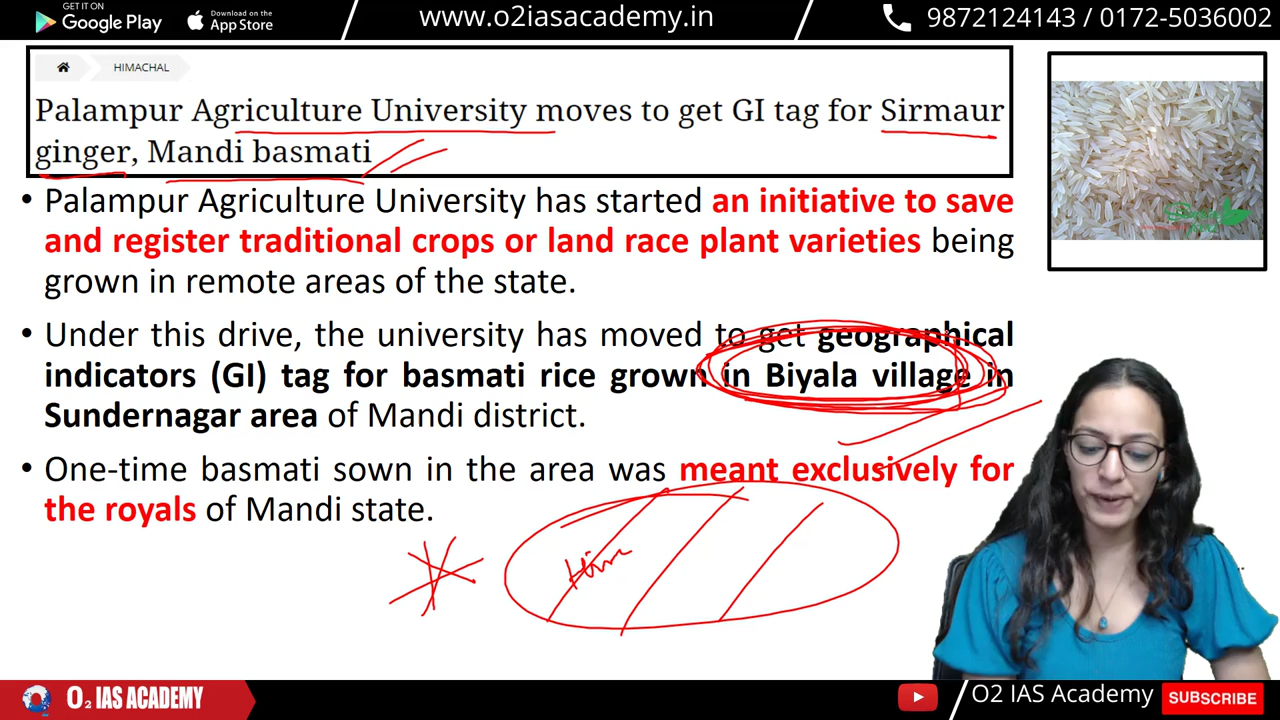 GET IT ON
Google Play
Download on the
App Store
www.o2iasacademy.in
9872124143 / 0172-5036002
HIMACHAL
Palampur Agriculture University moves to get GI tag for Sirmaur
ginger, Mandi basmati
• Palampur Agriculture University has started an initiative to save
and register traditional crops or land race plant varieties being
grown in remote areas of the state.
• Under this drive, the university has moved to get geographical
indicators (GI) tag for basmati rice grown in Biyala village in
Sundernagar area of Mandi district.
• One-time basmati sown in the area was meant exclusively for
the royals of Mandi state.
Him
O2 IAS ACADEMY
O2 IAS Academy
SUBSCRIBE